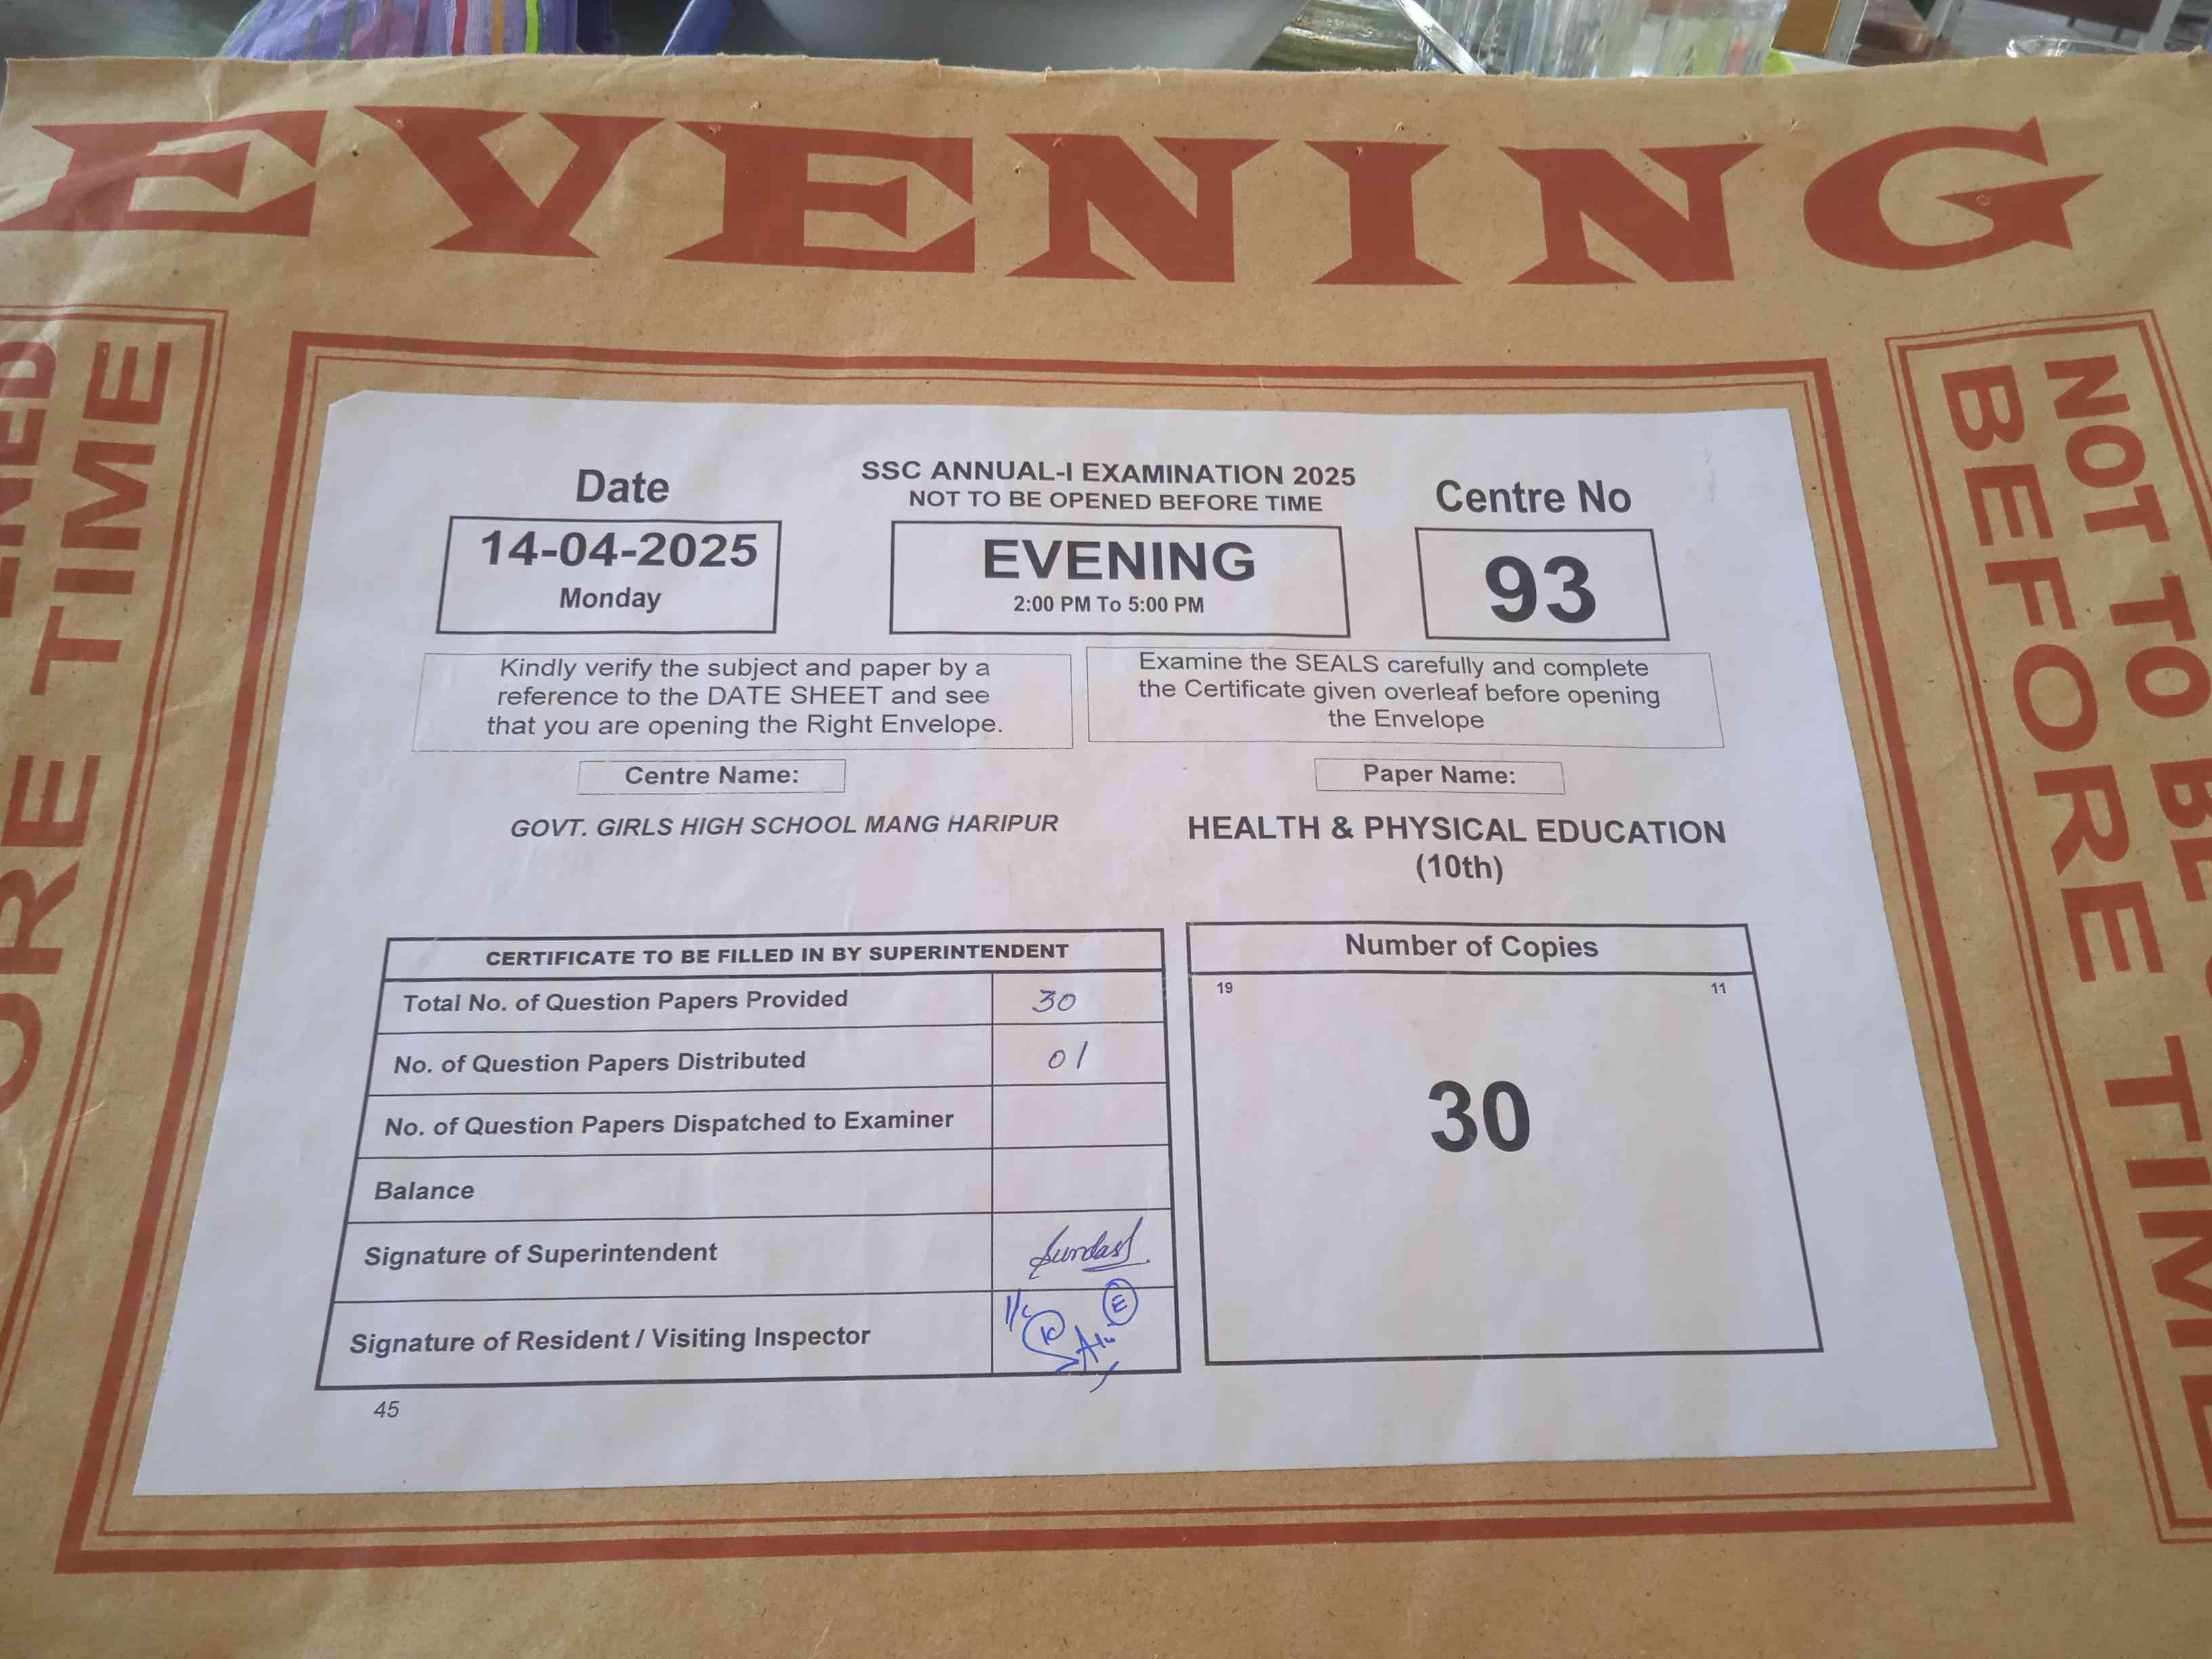 EVENING
NOT TO BE
BEFORE TIME
ORE TIME
SSC ANNUAL-I EXAMINATION 2025
NOT TO BE OPENED BEFORE TIME
Date
14-04-2025
Monday
EVENING
2:00 PM To 5:00 PM
Centre No
93
Kindly verify the subject and paper by a
reference to the DATE SHEET and see
that you are opening the Right Envelope.
Examine the SEALS carefully and complete
the Certificate given overleaf before opening
the Envelope
Centre Name:
GOVT. GIRLS HIGH SCHOOL MANG HARIPUR
Paper Name:
HEALTH & PHYSICAL EDUCATION
(10th)
CERTIFICATE TO BE FILLED IN BY SUPERINTENDENT
Total No. of Question Papers Provided 30
No. of Question Papers Distributed 01
No. of Question Papers Dispatched to Examiner
Balance
Signature of Superintendent
Signature of Resident / Visiting Inspector
45
Number of Copies
19 11
30